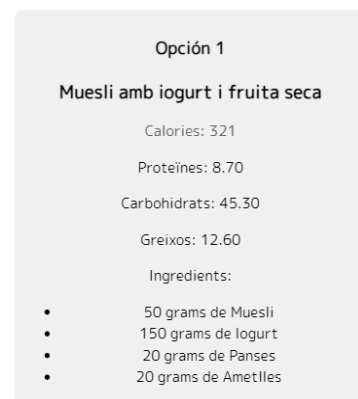 Opción 1
Muesli amb iogurt i fruita seca
Calories: 321
Proteïnes: 8.70
Carbohidrats: 45.30
Greixos: 12.60
Ingredients:
50 grams de Muesli
150 grams de Iogurt
20 grams de Panses
20 grams de Ametlles